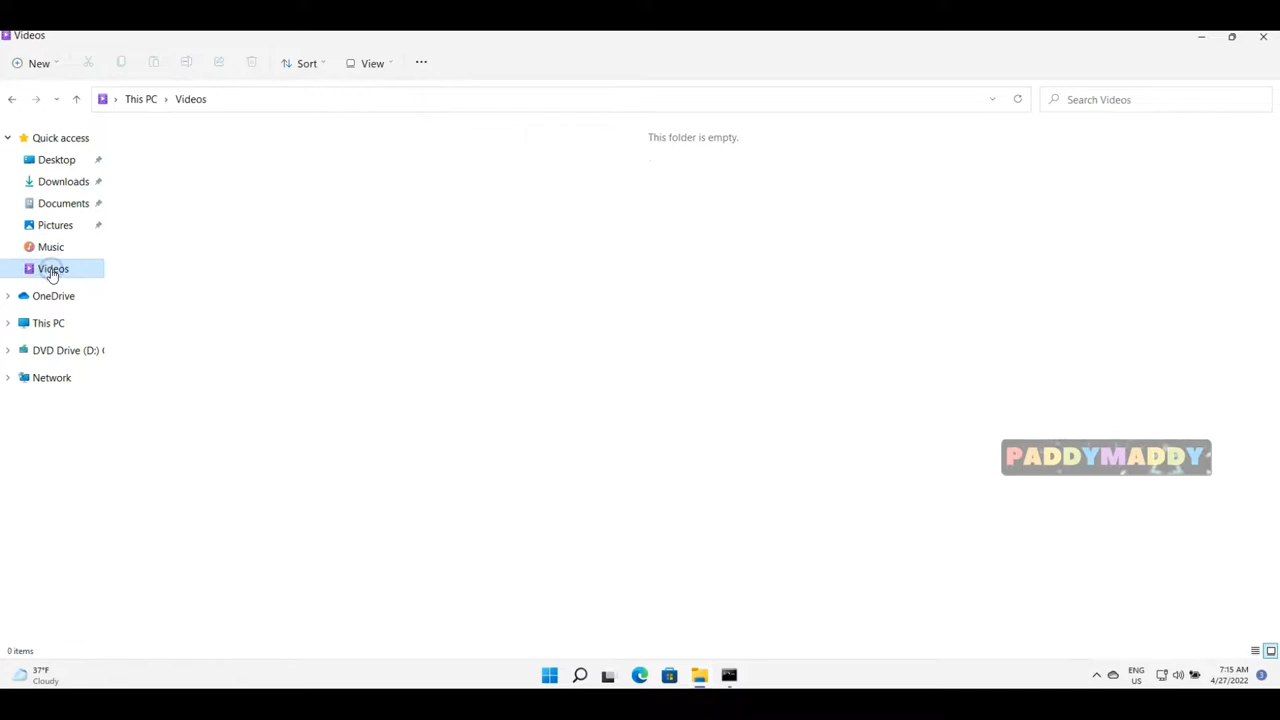 Videos
New
Sort
View
This PC
Videos
Search Videos
Quick access
This folder is empty.
Desktop
Downloads
Documents
Pictures
Music
Videos
OneDrive
This PC
DVD Drive (D:) C
Network
PADDYMADDY
0 items
37°F
Cloudy
ENG
US
7:15 AM
4/27/2022
3